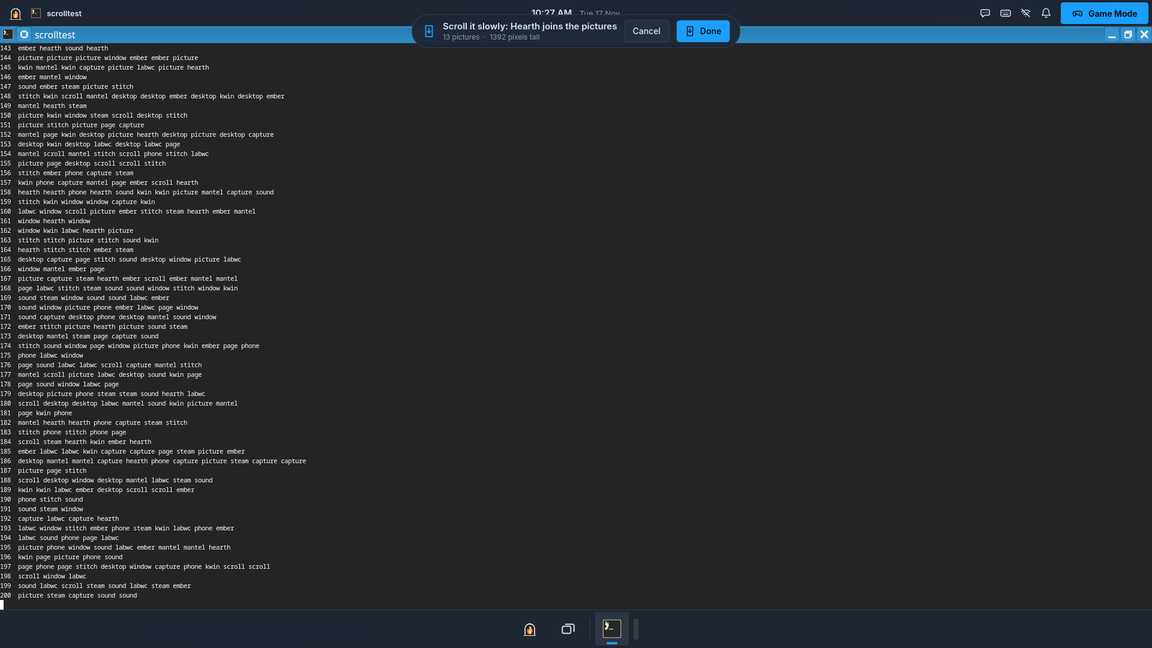 scrolltest
10:27 AM Tue 17 Nov
Scroll it slowly: Hearth joins the pictures
13 pictures · 1392 pixels tall
Cancel
Done
Game Mode
scrolltest
143 ember hearth sound hearth
144 picture picture picture window ember ember picture
145 kwin mantel kwin capture picture labwc picture hearth
146 ember mantel window
147 sound ember steam picture stitch
148 stitch kwin scroll mantel desktop desktop ember desktop kwin desktop ember
149 mantel hearth steam
150 picture kwin window steam scroll desktop stitch
151 picture stitch picture page capture
152 mantel page kwin desktop picture hearth desktop picture desktop capture
153 desktop kwin desktop labwc desktop labwc page
154 mantel scroll mantel stitch scroll phone stitch labwc
155 picture page desktop scroll scroll stitch
156 stitch ember phone capture steam
157 kwin phone capture mantel page ember scroll hearth
158 hearth hearth phone hearth sound kwin kwin picture mantel capture sound
159 stitch kwin window window capture kwin
160 labwc window scroll picture ember stitch steam hearth ember mantel
161 window hearth window
162 window kwin labwc hearth picture
163 stitch stitch picture stitch sound kwin
164 hearth stitch stitch ember steam
165 desktop capture page stitch sound desktop window picture labwc
166 window mantel ember page
167 picture capture steam hearth ember scroll ember mantel mantel
168 page labwc stitch steam sound sound window stitch window kwin
169 sound steam window sound sound labwc ember
170 sound window picture phone ember labwc page window
171 sound capture desktop phone desktop mantel sound window
172 ember stitch picture hearth picture sound steam
173 desktop mantel steam page capture sound
174 stitch sound window page window picture phone kwin ember page phone
175 phone labwc window
176 page sound labwc labwc scroll capture mantel stitch
177 mantel scroll picture labwc desktop sound kwin page
178 page sound window labwc page
179 desktop picture phone steam steam sound hearth labwc
180 scroll desktop desktop labwc mantel sound kwin picture mantel
181 page kwin phone
182 mantel hearth hearth phone capture steam stitch
183 stitch phone stitch phone page
184 scroll steam hearth kwin ember hearth
185 ember labwc labwc kwin capture capture page steam picture ember
186 desktop mantel mantel capture hearth phone capture picture steam capture capture
187 picture page stitch
188 scroll desktop window desktop mantel labwc steam sound
189 kwin kwin labwc ember desktop scroll scroll ember
190 phone stitch sound
191 sound steam window
192 capture labwc capture hearth
193 labwc window stitch ember phone steam kwin labwc phone ember
194 labwc sound phone page labwc
195 picture phone window sound labwc ember mantel mantel hearth
196 kwin page picture phone sound
197 page phone page stitch desktop window capture phone kwin scroll scroll
198 scroll window labwc
199 sound labwc scroll steam sound labwc steam ember
200 picture steam capture sound sound